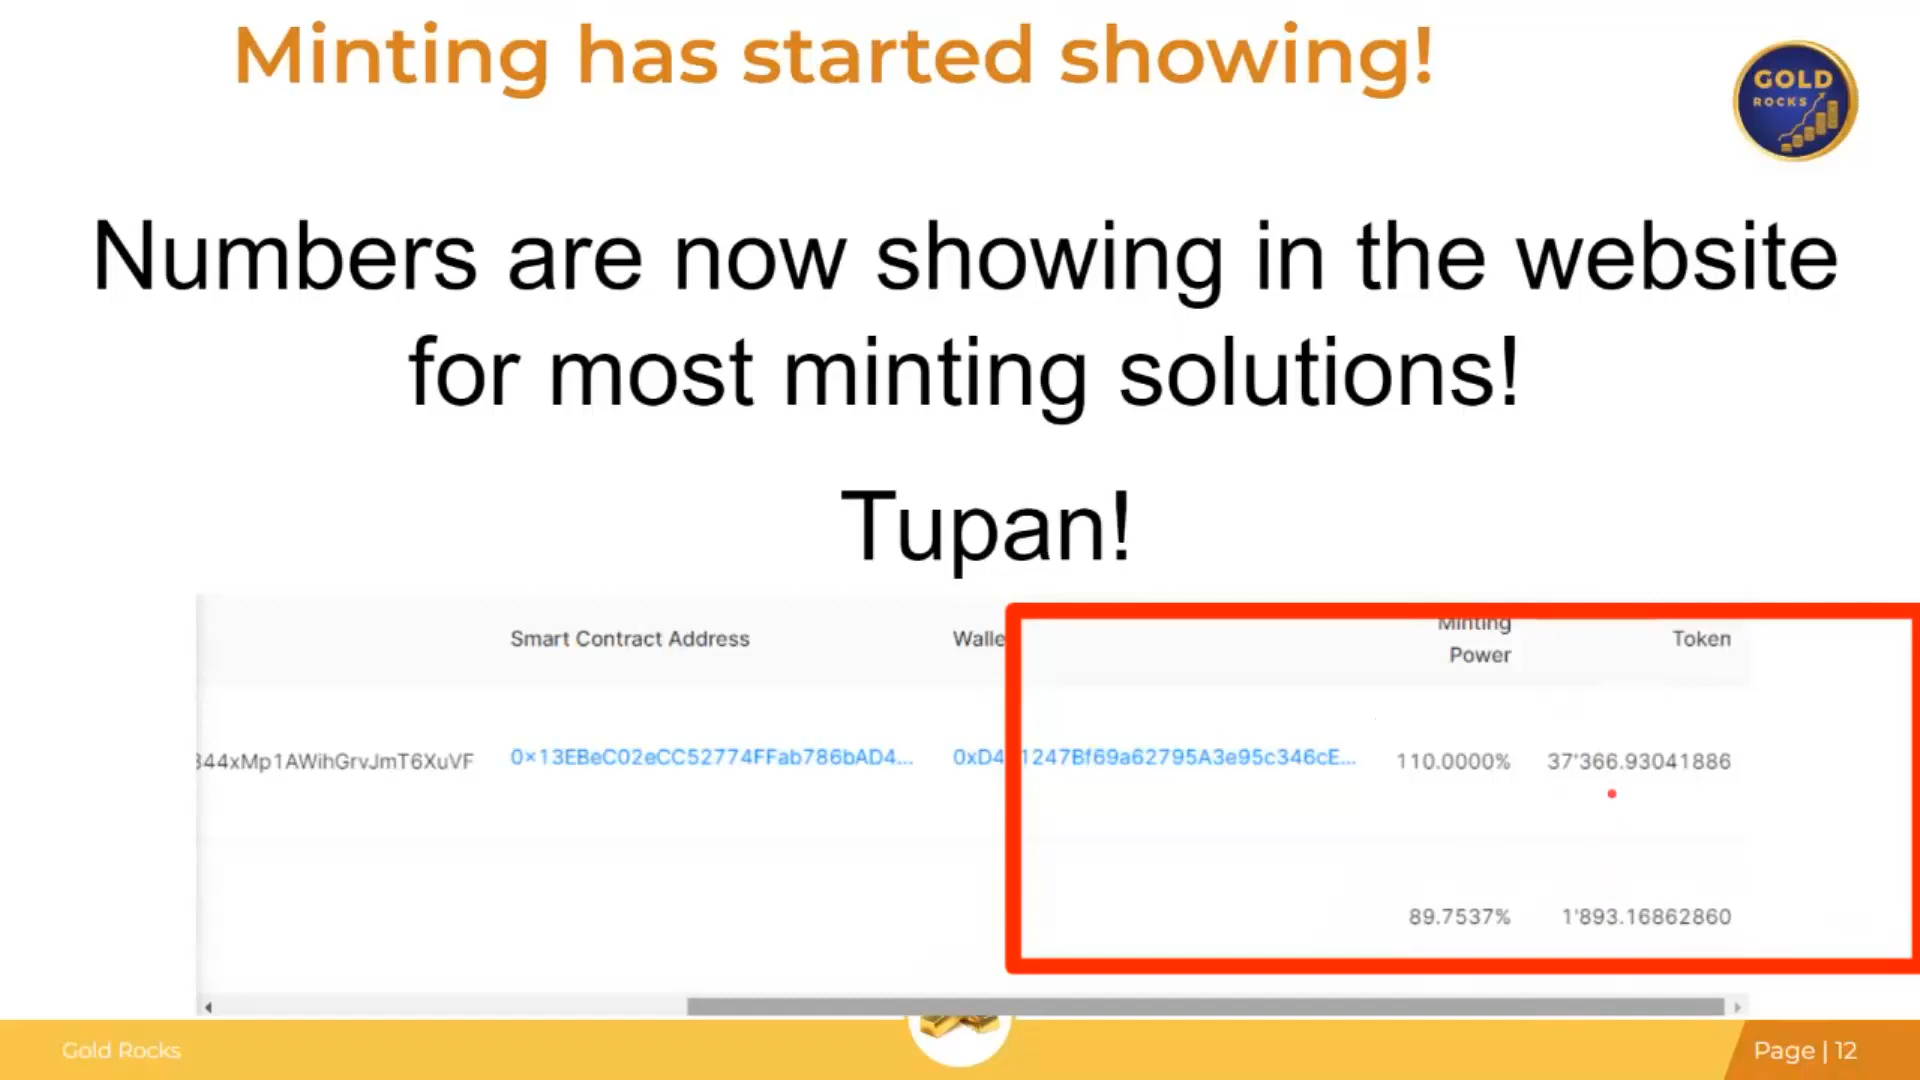 Minting has started showing!
GOLD
ROCKS
Numbers are now showing in the website
for most minting solutions!
Tupan!
Smart Contract Address
Walle
Minting
Power
Token
344xMp1AWihGrvJmT6XuVF
0x13EBeC02eCC52774FFab786bAD4...
0xD4
1247Bf69a62795A3e95c346cE...
110.0000%
37'366.93041886
89.7537%
1'893.16862860
Gold Rocks
Page | 12